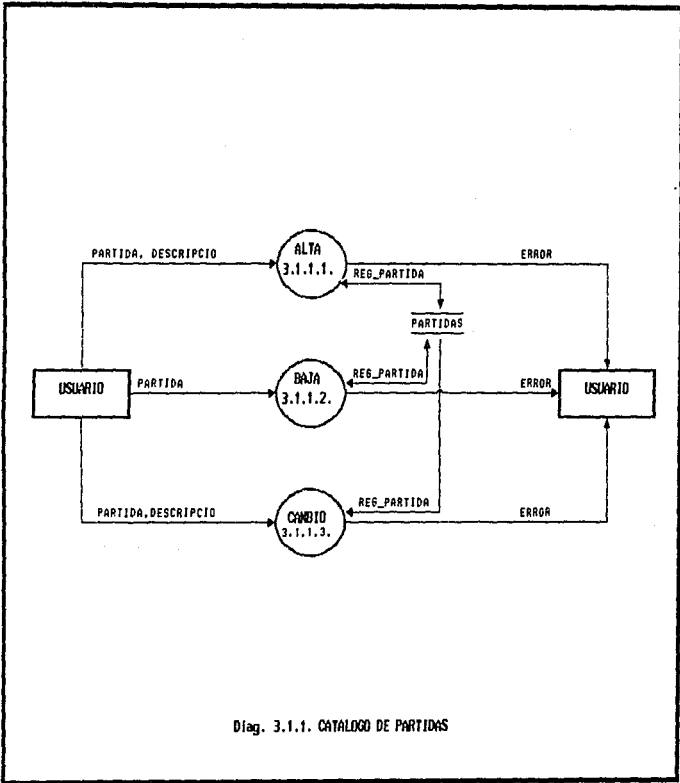 PARTIDA, DESCRIPCIO
ALTA
3.1.1.1.
ERROR
REG_PARTIDA
PARTIDAS
USUARIO
PARTIDA
BAJA
3.1.1.2.
REG_PARTIDA
ERROR
USUARIO
PARTIDA,DESCRIPCIO
CAMBIO
3.1.1.3.
REG_PARTIDA
ERROR
Diag. 3.1.1. CATALOGO DE PARTIDAS